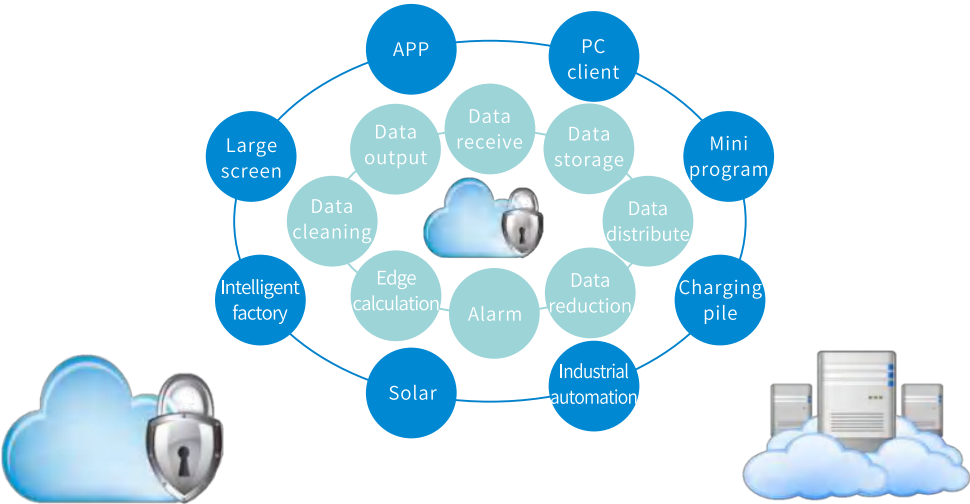 APP
PC
client
Mini
program
Charging
pile
Industrial
automation
Solar
Intelligent
factory
Large
screen
Data
receive
Data
storage
Data
distribute
Data
reduction
Alarm
Edge
calculation
Data
cleaning
Data
output